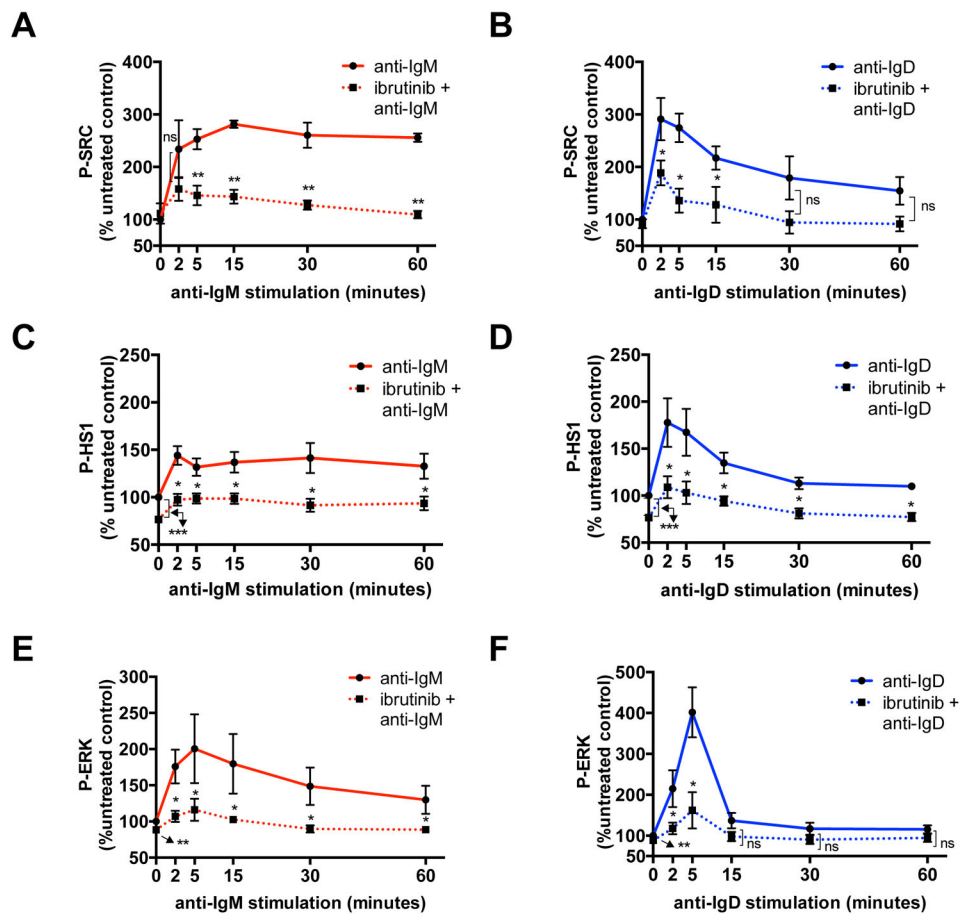 A
P-SRC
(% untreated control)
400
300
200
100
50
ns
**
**
**
**
anti-IgM
ibrutinib +
anti-IgM
0 2 5 15 30 60
anti-IgM stimulation (minutes)
B
P-SRC
(% untreated control)
400
300
200
100
50
*
*
*
ns
ns
anti-IgD
ibrutinib +
anti-IgD
0 2 5 15 30 60
anti-IgD stimulation (minutes)
C
P-HS1
(% untreated control)
250
200
150
100
50
*
*
*
*
*
***
anti-IgM
ibrutinib +
anti-IgM
0 2 5 15 30 60
anti-IgM stimulation (minutes)
D
P-HS1
(% untreated control)
250
200
150
100
50
*
*
*
*
*
***
anti-IgD
ibrutinib +
anti-IgD
0 2 5 15 30 60
anti-IgD stimulation (minutes)
E
P-ERK
(%untreated control)
300
250
200
150
100
50
*
*
*
*
*
**
anti-IgM
ibrutinib +
anti-IgM
0 2 5 15 30 60
anti-IgM stimulation (minutes)
F
P-ERK
(%untreated control)
500
400
300
200
100
50
*
*
**
ns
ns
ns
anti-IgD
ibrutinib +
anti-IgD
0 2 5 15 30 60
anti-IgD stimulation (minutes)